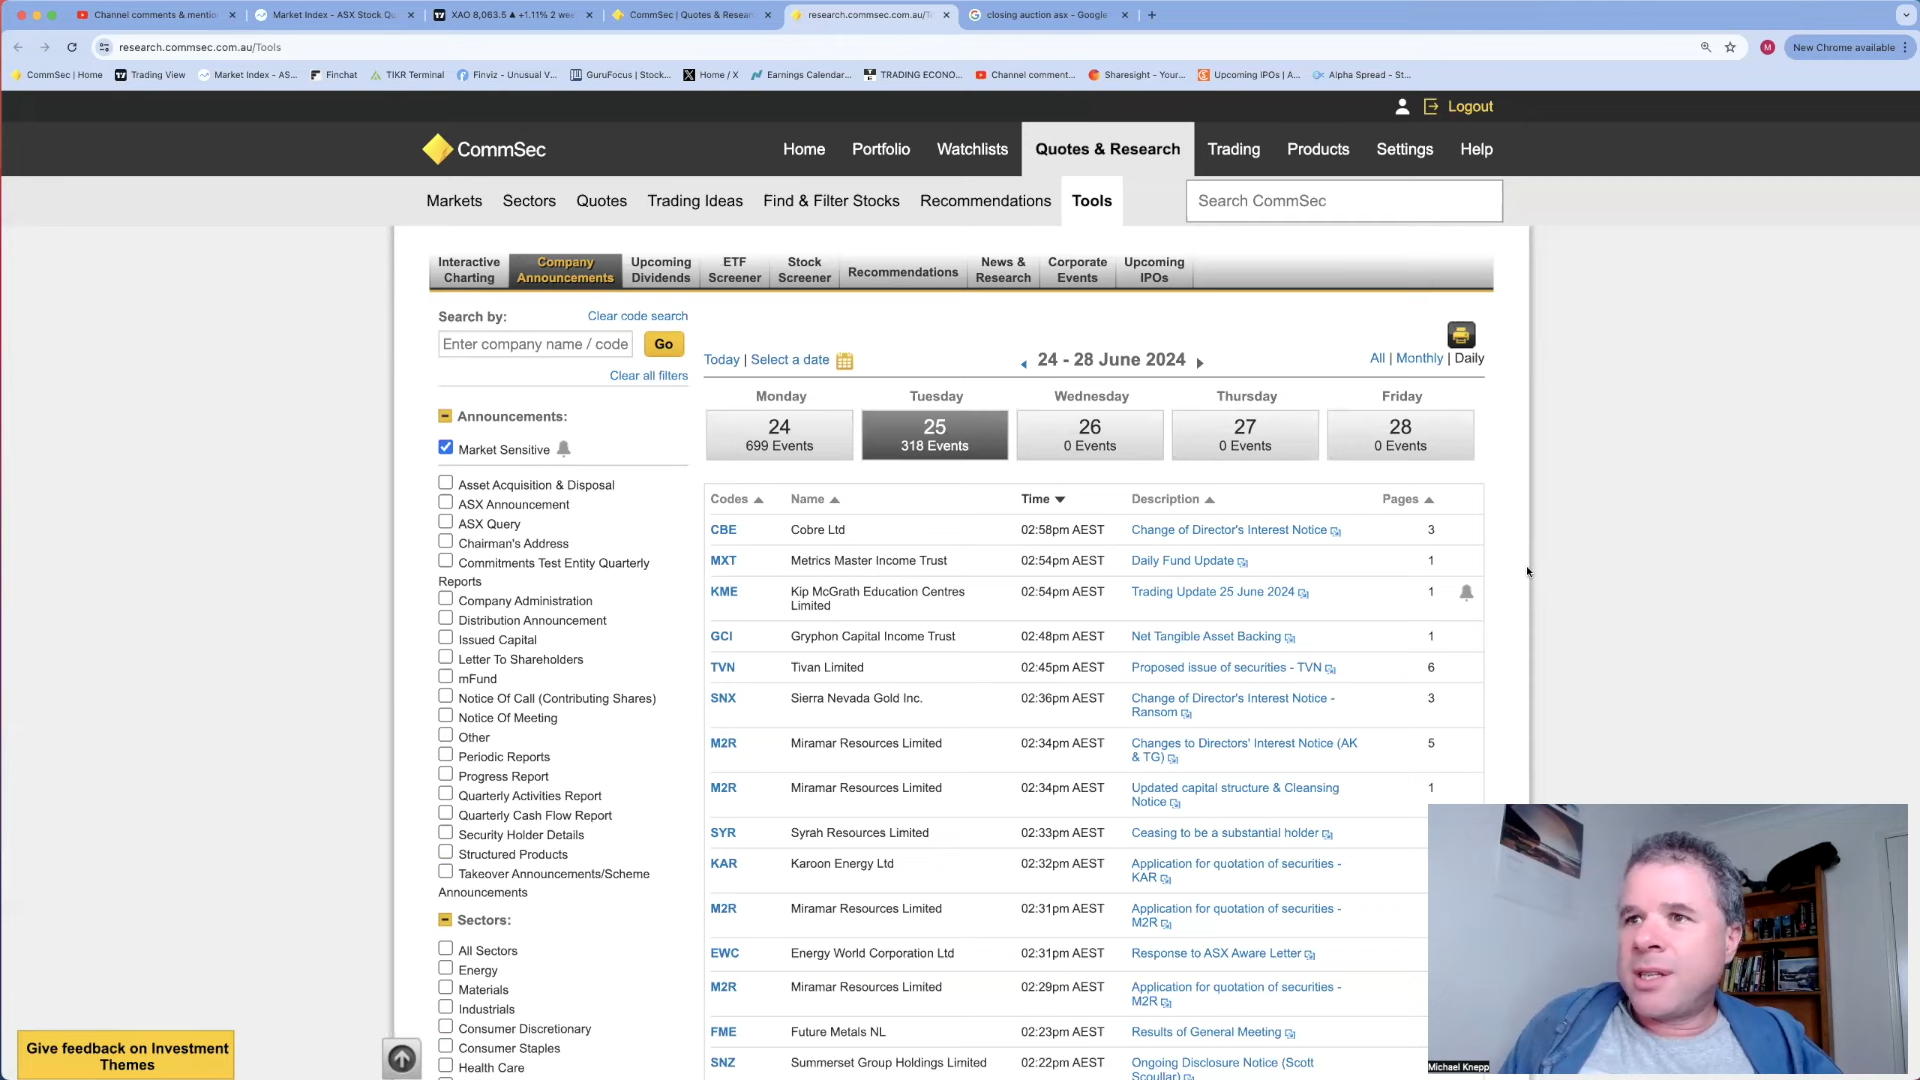 Channel comments & mentio
Market Index - ASX Stock Qu
XAO 8,063.5 ▲ +1.11% 2 wee
CommSec | Quotes & Resear
research.commsec.com.au/T
closing auction asx - Google
research.commsec.com.au/Tools
M
New Chrome available
CommSec | Home
Trading View
Market Index - AS...
Finchat
TIKR Terminal
Finviz - Unusual V...
GuruFocus | Stock...
Home / X
Earnings Calendar...
TRADING ECONO...
Channel comment...
Sharesight - Your...
Upcoming IPOs | A...
Alpha Spread - St...
Logout
CommSec
Home
Portfolio
Watchlists
Quotes & Research
Trading
Products
Settings
Help
Markets
Sectors
Quotes
Trading Ideas
Find & Filter Stocks
Recommendations
Tools
Search CommSec
Interactive Charting
Company Announcements
Upcoming Dividends
ETF Screener
Stock Screener
Recommendations
News & Research
Corporate Events
Upcoming IPOs
Search by:
Clear code search
Enter company name / code
Go
Clear all filters
Today | Select a date
24 - 28 June 2024
All | Monthly | Daily
Monday
Tuesday
Wednesday
Thursday
Friday
24
699 Events
25
318 Events
26
0 Events
27
0 Events
28
0 Events
Announcements:
Market Sensitive
Asset Acquisition & Disposal
ASX Announcement
ASX Query
Chairman's Address
Commitments Test Entity Quarterly
Reports
Company Administration
Distribution Announcement
Issued Capital
Letter To Shareholders
mFund
Notice Of Call (Contributing Shares)
Notice Of Meeting
Other
Periodic Reports
Progress Report
Quarterly Activities Report
Quarterly Cash Flow Report
Security Holder Details
Structured Products
Takeover Announcements/Scheme
Announcements
Sectors:
All Sectors
Energy
Materials
Industrials
Consumer Discretionary
Consumer Staples
Health Care
Codes Name Time Description Pages
CBE Cobre Ltd 02:58pm AEST Change of Director's Interest Notice 3
MXT Metrics Master Income Trust 02:54pm AEST Daily Fund Update 1
KME Kip McGrath Education Centres 02:54pm AEST Trading Update 25 June 2024 1
Limited
GCI Gryphon Capital Income Trust 02:48pm AEST Net Tangible Asset Backing 1
TVN Tivan Limited 02:45pm AEST Proposed issue of securities - TVN 6
SNX Sierra Nevada Gold Inc. 02:36pm AEST Change of Director's Interest Notice - 3
Ransom
M2R Miramar Resources Limited 02:34pm AEST Changes to Directors' Interest Notice (AK 5
& TG)
M2R Miramar Resources Limited 02:34pm AEST Updated capital structure & Cleansing 1
Notice
SYR Syrah Resources Limited 02:33pm AEST Ceasing to be a substantial holder
KAR Karoon Energy Ltd 02:32pm AEST Application for quotation of securities -
KAR
M2R Miramar Resources Limited 02:31pm AEST Application for quotation of securities -
M2R
EWC Energy World Corporation Ltd 02:31pm AEST Response to ASX Aware Letter
M2R Miramar Resources Limited 02:29pm AEST Application for quotation of securities -
M2R
FME Future Metals NL 02:23pm AEST Results of General Meeting
SNZ Summerset Group Holdings Limited 02:22pm AEST Ongoing Disclosure Notice (Scott
Scoullar)
Give feedback on Investment
Themes
Michael Knepp